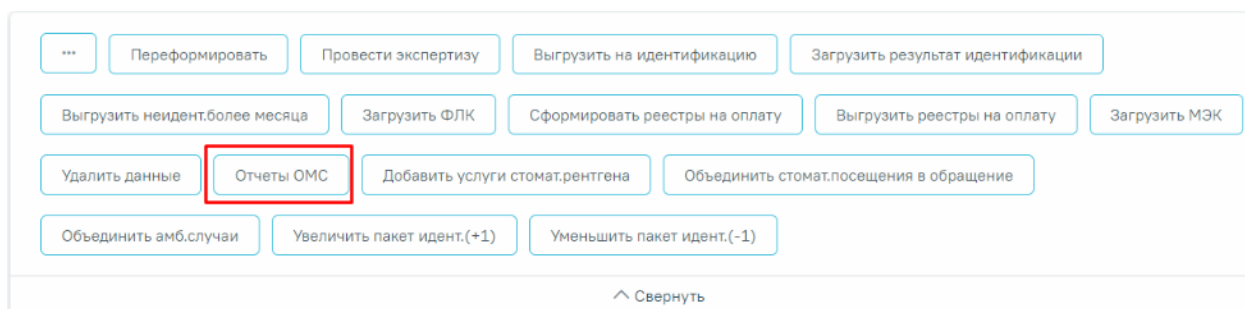 ... Переформировать Провести экспертизу Выгрузить на идентификацию Загрузить результат идентификации
Выгрузить неидент.более месяца Загрузить ФЛК Сформировать реестры на оплату Выгрузить реестры на оплату Загрузить МЭК
Удалить данные Отчеты ОМС Добавить услуги стомат.рентгена Объединить стомат.посещения в обращение
Объединить амб.случаи Увеличить пакет идент.(+1) Уменьшить пакет идент.(-1)
Свернуть